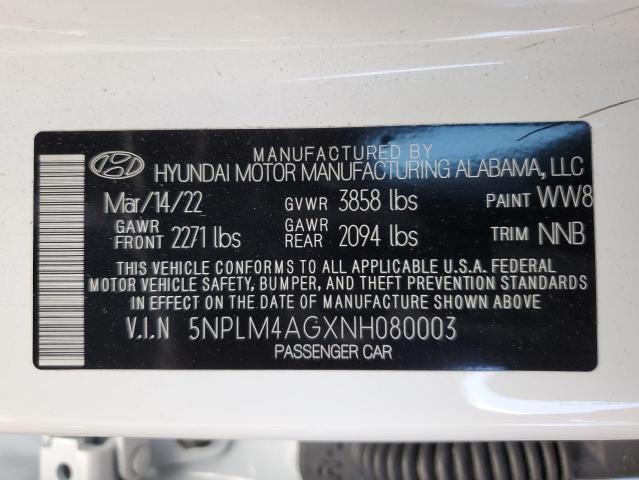 MANUFACTURED BY
HYUNDAI MOTOR MANUFACTURING ALABAMA, LLC
Mar/14/22 GVWR 3858 lbs PAINT WW8
GAWR FRONT 2271 lbs GAWR REAR 2094 lbs TRIM NNB
THIS VEHICLE CONFORMS TO ALL APPLICABLE U.S.A. FEDERAL
MOTOR VEHICLE SAFETY, BUMPER, AND THEFT PREVENTION STANDARDS
IN EFFECT ON THE DATE OF MANUFACTURE SHOWN ABOVE.
V.I.N 5NPLM4AGXNH080003
PASSENGER CAR